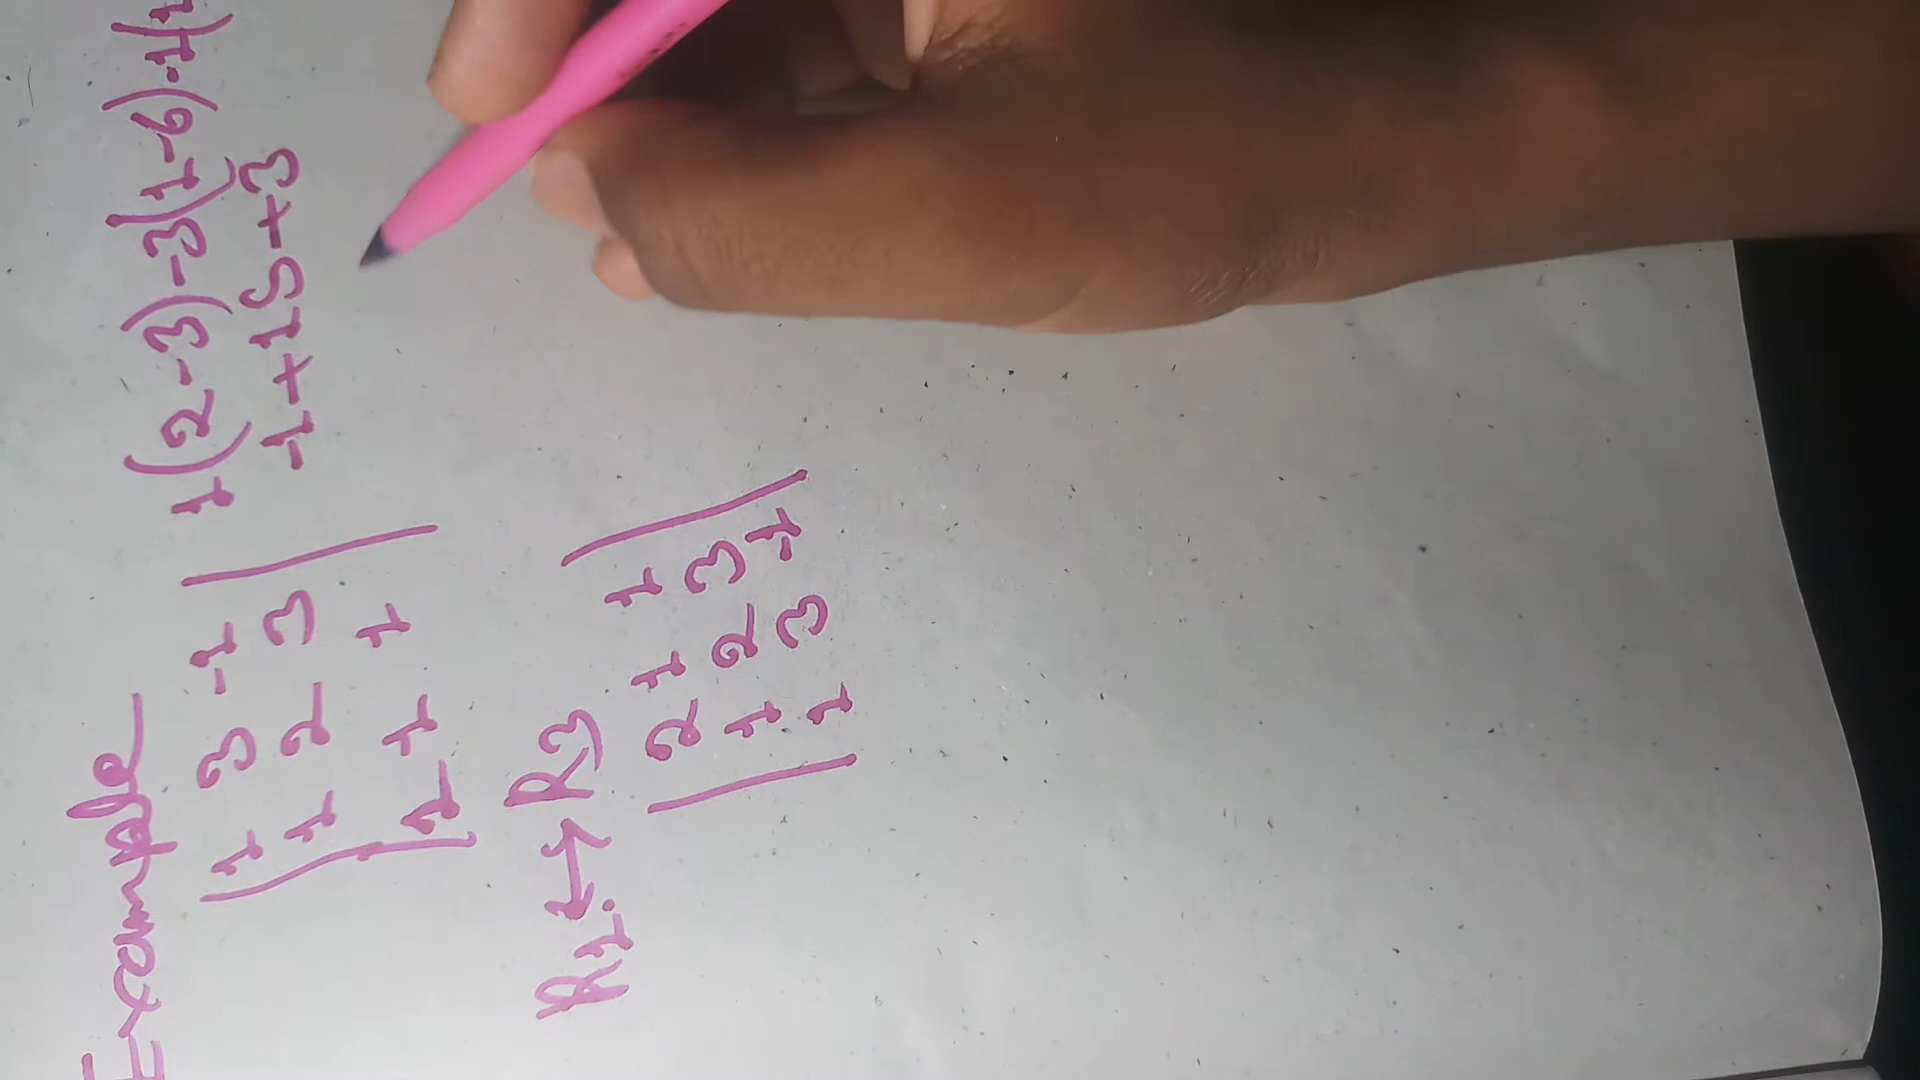 Example
| 1 3 -1 | 1(2-3)-3(1-6)-1(1
| 1 2 3 | -1+15+3
| 2 1 1 |
R1 ↔ R3
| 2 1 1 |
| 1 2 3 |
| 1 3 -1 |